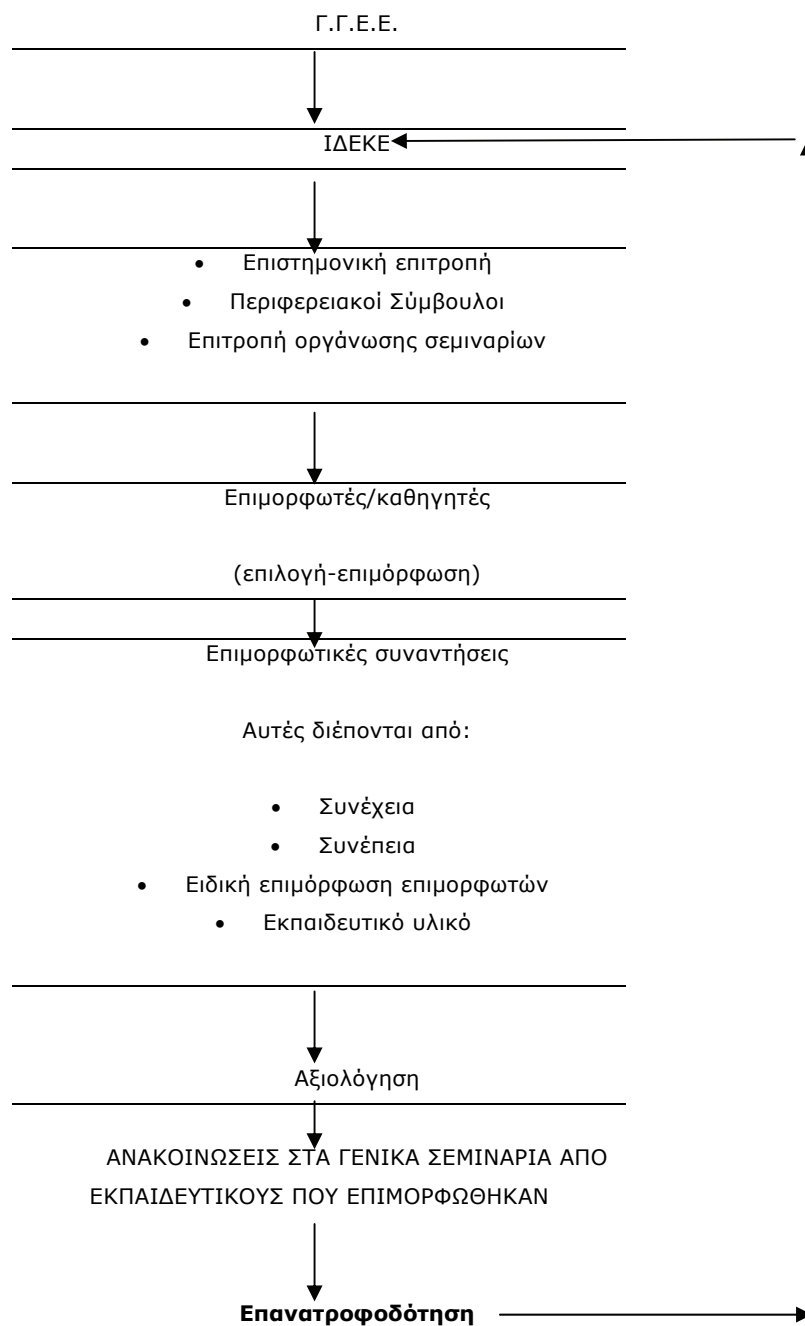 Γ.Γ.Ε.Ε.
ΙΔΕΚΕ
• Επιστημονική επιτροπή
• Περιφερειακοί Σύμβουλοι
• Επιτροπή οργάνωσης σεμιναρίων
Επιμορφωτές/καθηγητές
(επιλογή-επιμόρφωση)
Επιμορφωτικές συναντήσεις
Αυτές διέπονται από:
• Συνέχεια
• Συνέπεια
• Ειδική επιμόρφωση επιμορφωτών
• Εκπαιδευτικό υλικό
Αξιολόγηση
ΑΝΑΚΟΙΝΩΣΕΙΣ ΣΤΑ ΓΕΝΙΚΑ ΣΕΜΙΝΑΡΙΑ ΑΠΟ
ΕΚΠΑΙΔΕΥΤΙΚΟΥΣ ΠΟΥ ΕΠΙΜΟΡΦΩΘΗΚΑΝ
Επανατροφοδότηση